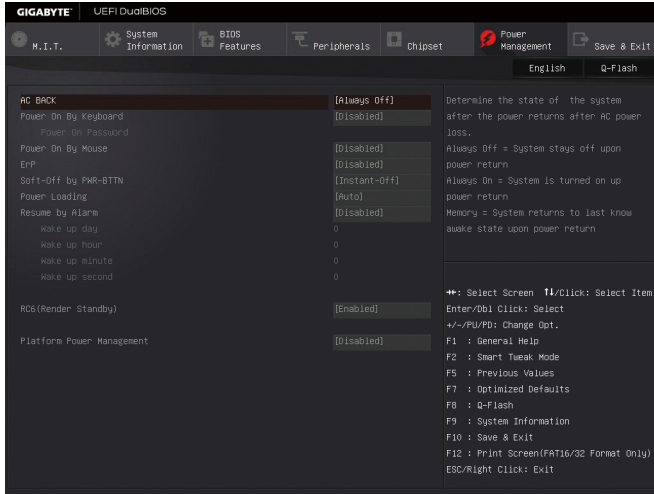 GIGABYTE™ UEFI DualBIOS
M.I.T. System Information BIOS Features Peripherals Chipset Power Management Save & Exit
English Q-Flash
AC BACK [Always Off]
Power On By Keyboard [Disabled]
Power On Password
Power On By Mouse [Disabled]
ErP [Disabled]
Soft-Off by PWR-BTTN [Instant-Off]
Power Loading [Auto]
Resume by Alarm [Disabled]
Wake up day 0
Wake up hour 0
Wake up minute 0
Wake up second 0
RC6(Render Standby) [Enabled]
Platform Power Management [Disabled]
Determine the state of the system
after the power returns after AC power
loss.
Always Off = System stays off upon
power return
Always On = System is turned on up
power return
Memory = System returns to last know
awake state upon power return
→←: Select Screen ↑↓/Click: Select Item
Enter/Dbl Click: Select
+/-/PU/PD: Change Opt.
F1 : General Help
F2 : Smart Tweak Mode
F5 : Previous Values
F7 : Optimized Defaults
F8 : Q-Flash
F9 : System Information
F10 : Save & Exit
F12 : Print Screen(FAT16/32 Format Only)
ESC/Right Click: Exit